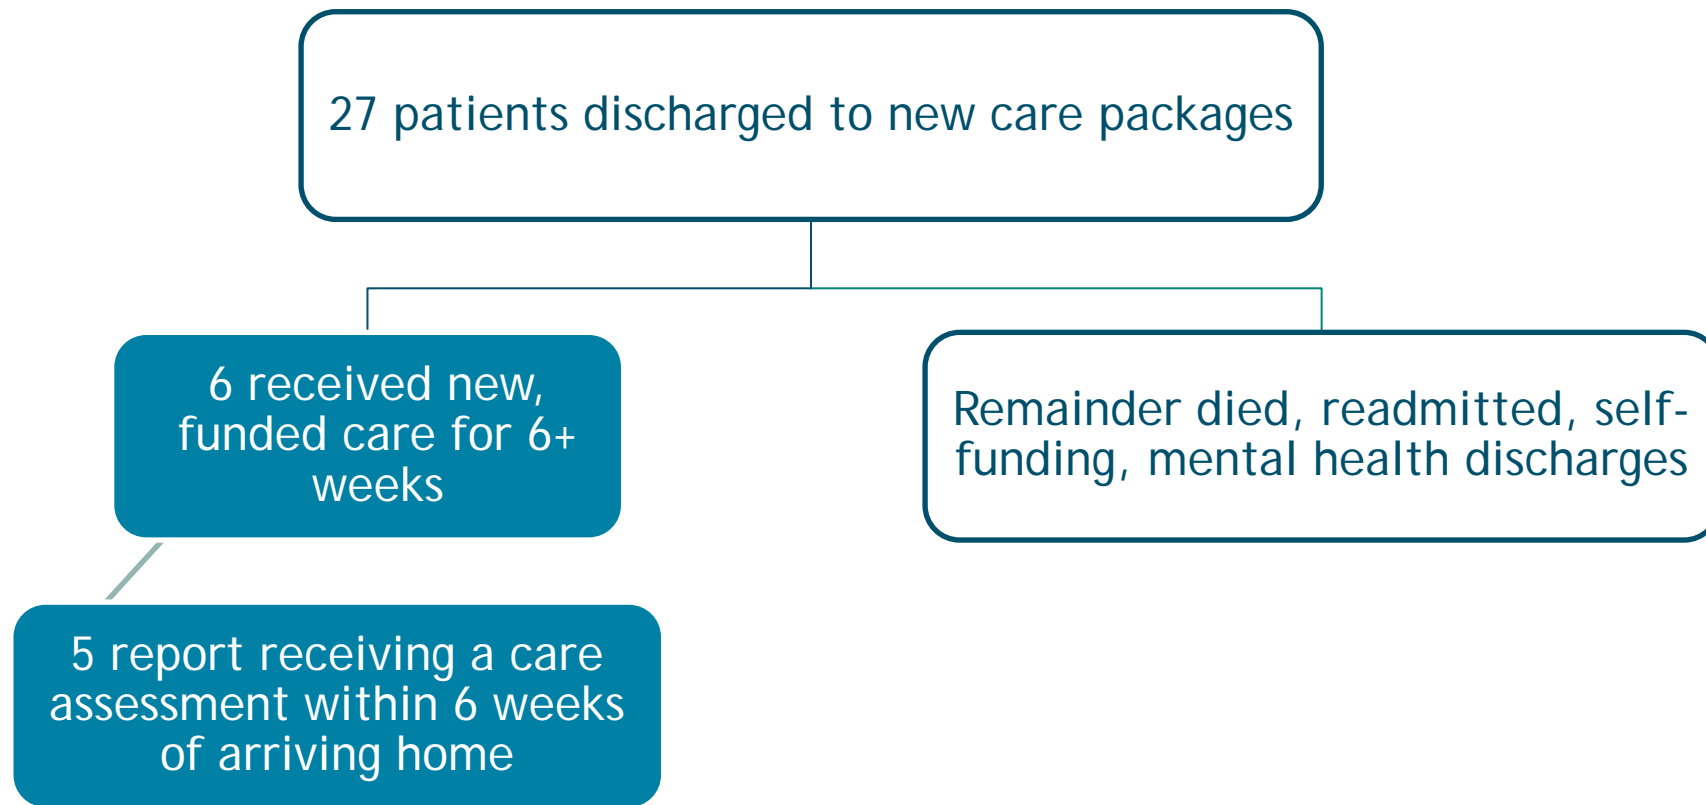 27 patients discharged to new care packages
6 received new,
funded care for 6+
weeks
Remainder died, readmitted, self-
funding, mental health discharges
5 report receiving a care
assessment within 6 weeks
of arriving home